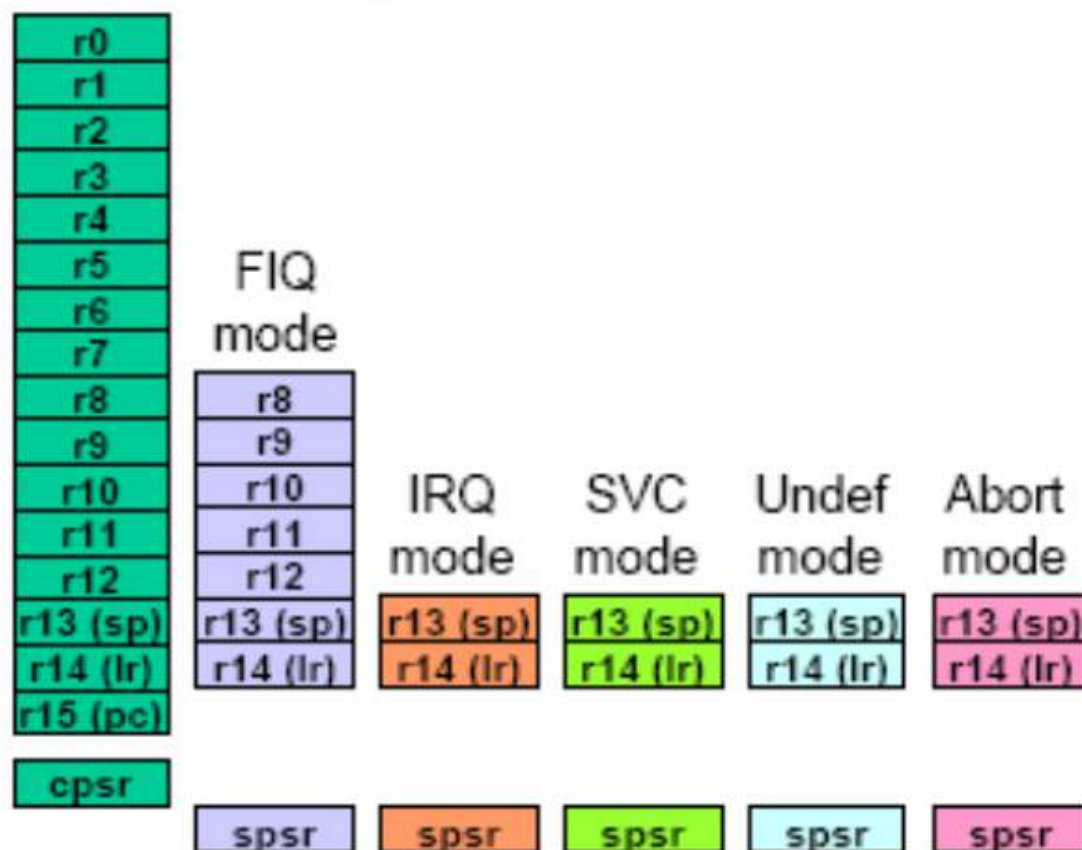 r0
r1
r2
r3
r4
r5
r6
r7
r8
r9
r10
r11
r12
r13 (sp)
r14 (lr)
r15 (pc)
cpsr
FIQ
mode
r8
r9
r10
r11
r12
r13 (sp)
r14 (lr)
spsr
IRQ
mode
r13 (sp)
r14 (lr)
spsr
SVC
mode
r13 (sp)
r14 (lr)
spsr
Undef
mode
r13 (sp)
r14 (lr)
spsr
Abort
mode
r13 (sp)
r14 (lr)
spsr